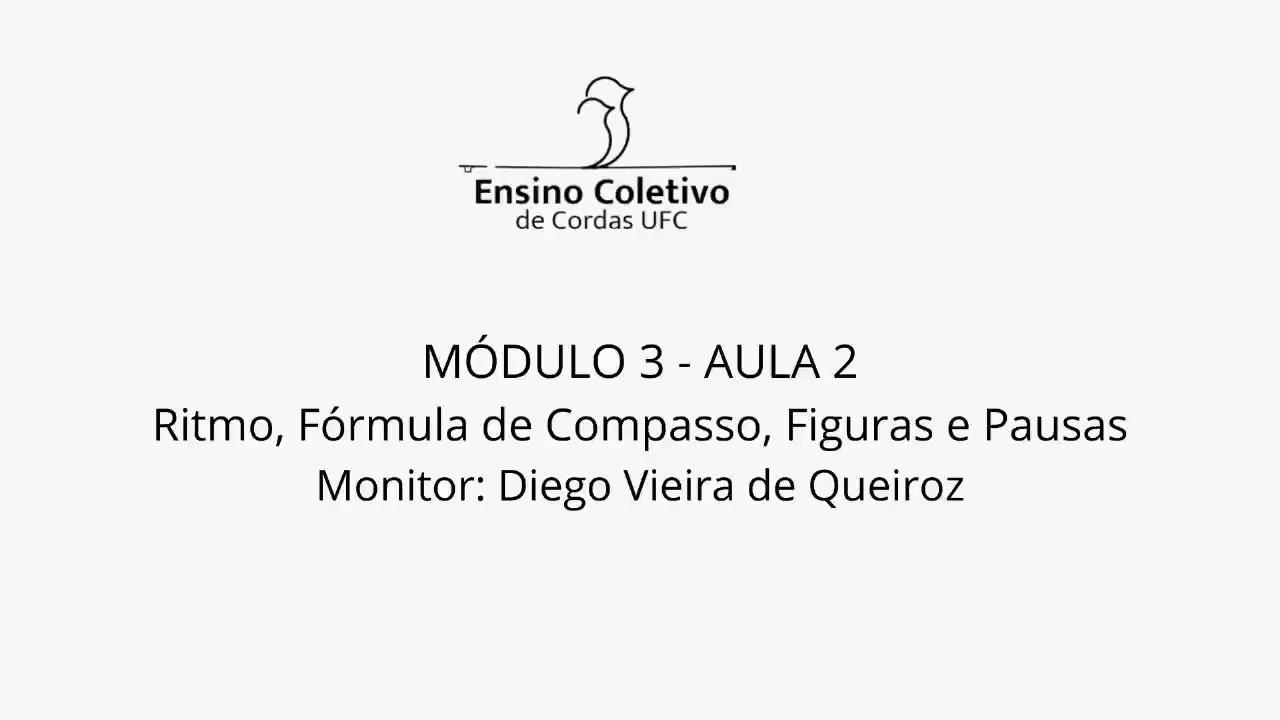 Ensino Coletivo
de Cordas UFC
MÓDULO 3 - AULA 2
Ritmo, Fórmula de Compasso, Figuras e Pausas
Monitor: Diego Vieira de Queiroz